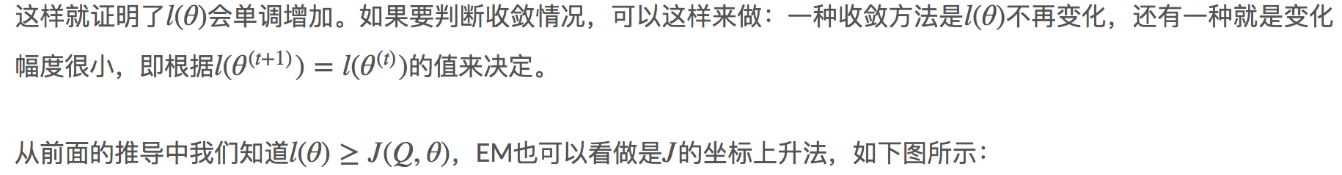 这样就证明了l(θ)会单调增加。如果要判断收敛情况，可以这样来做：一种收敛方法是l(θ)不再变化，还有一种就是变化
幅度很小，即根据l(θ^(t+1)) = l(θ^(t))的值来决定。
从前面的推导中我们知道l(θ) ≥ J(Q, θ)，EM也可以看做是J的坐标上升法，如下图所示：